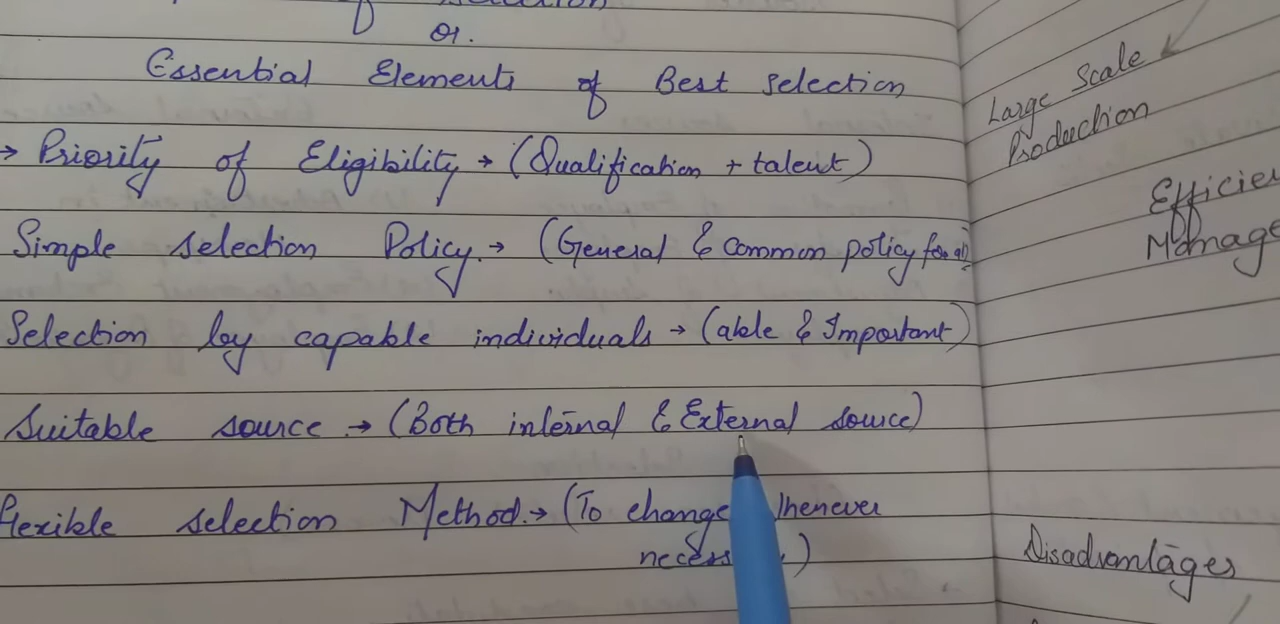 or.
Essential Elements of Best selection
→ Priority of Eligibility → (Qualification + talent)
Simple selection Policy. → (General & Common policy for all
Selection by capable individuals → (able & Important)
Suitable source → (Both internal & External source)
flexible selection Method. → (To change whenever
necess )
Large Scale
Production
Efficien
Manage
Disadvantages